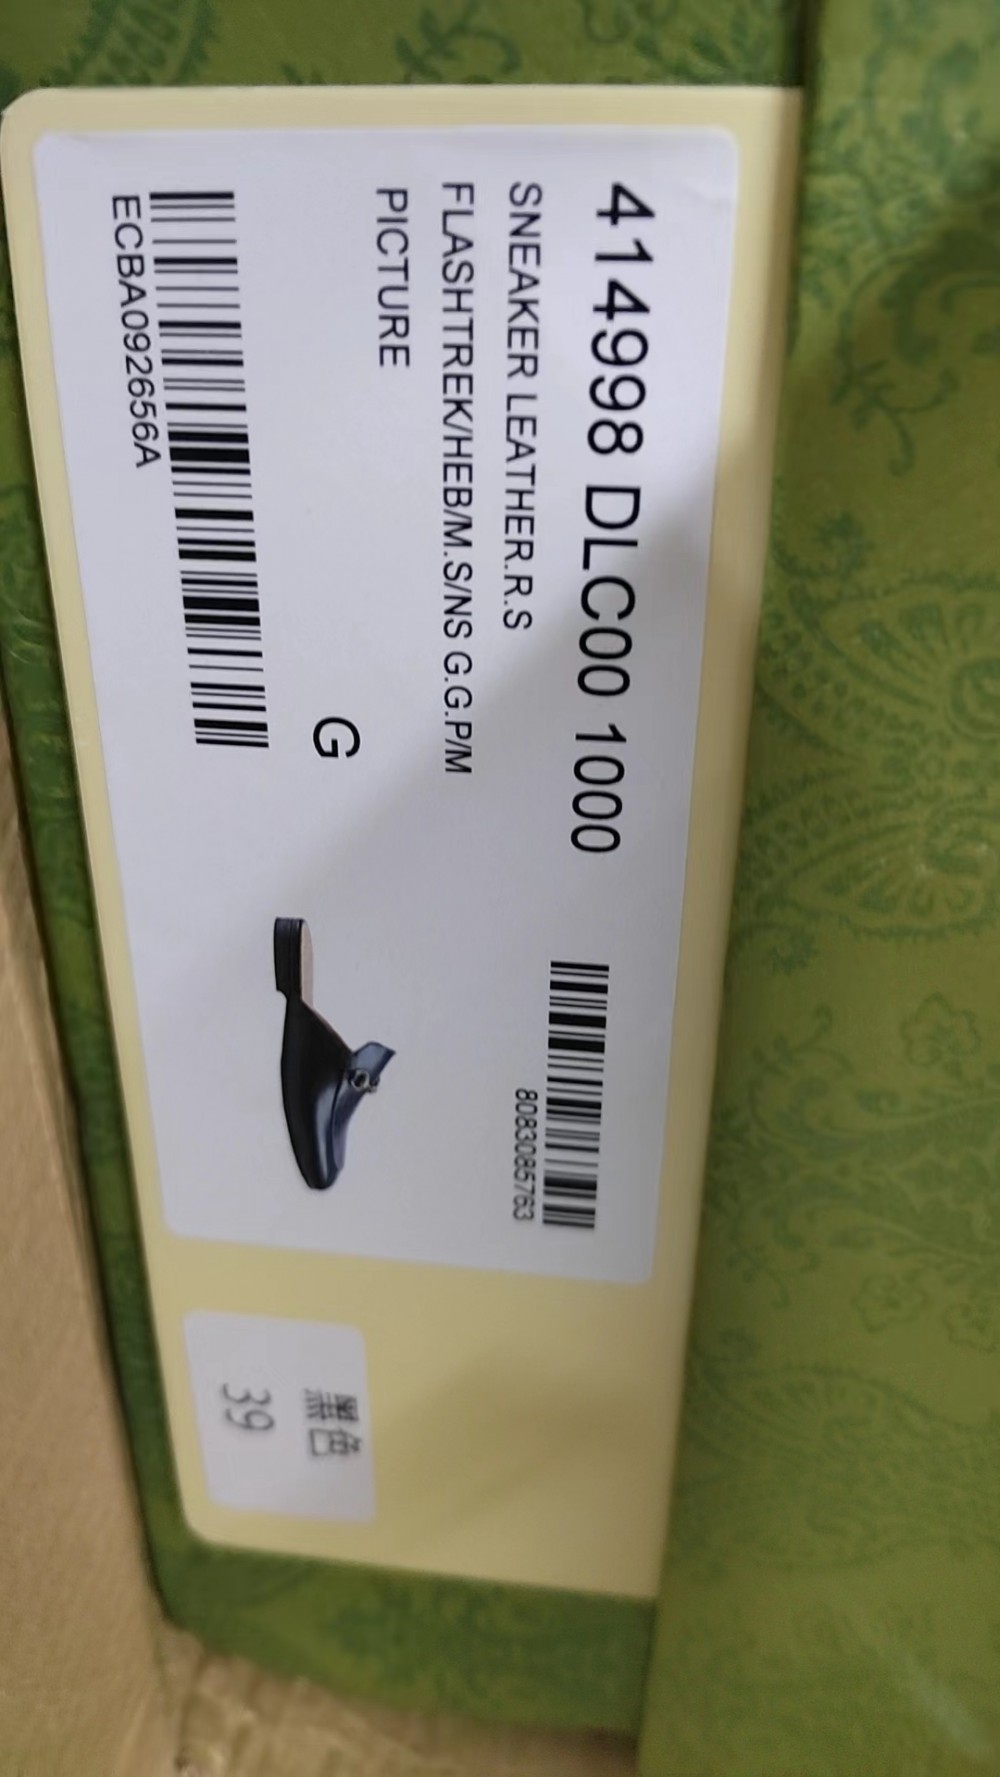 414998 DLC00 1000
8083085763
SNEAKER LEATHER.R.S
FLASHTREK/HEB/M.S/NS G.G.P/M
PICTURE
G
ECBA092656A
黑色
39